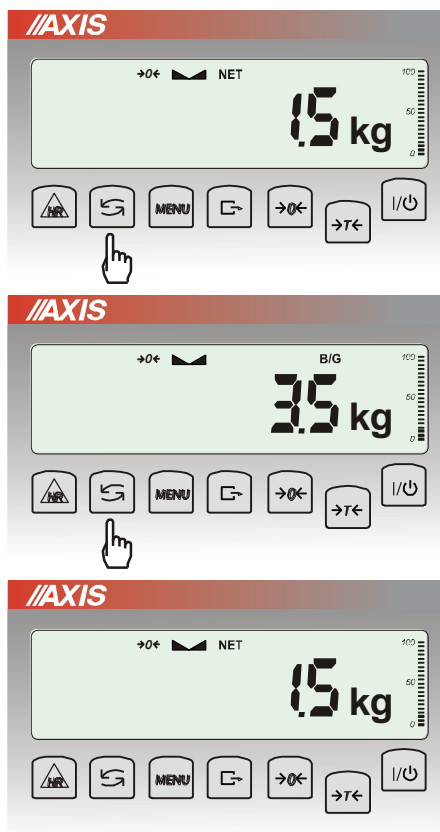 //AXIS
→0← NET 100
1.5 kg 50
0
HR MENU →0← →T← I/⏻
//AXIS
→0← B/G 100
3.5 kg 50
0
HR MENU →0← →T← I/⏻
//AXIS
→0← NET 100
1.5 kg 50
0
HR MENU →0← →T← I/⏻